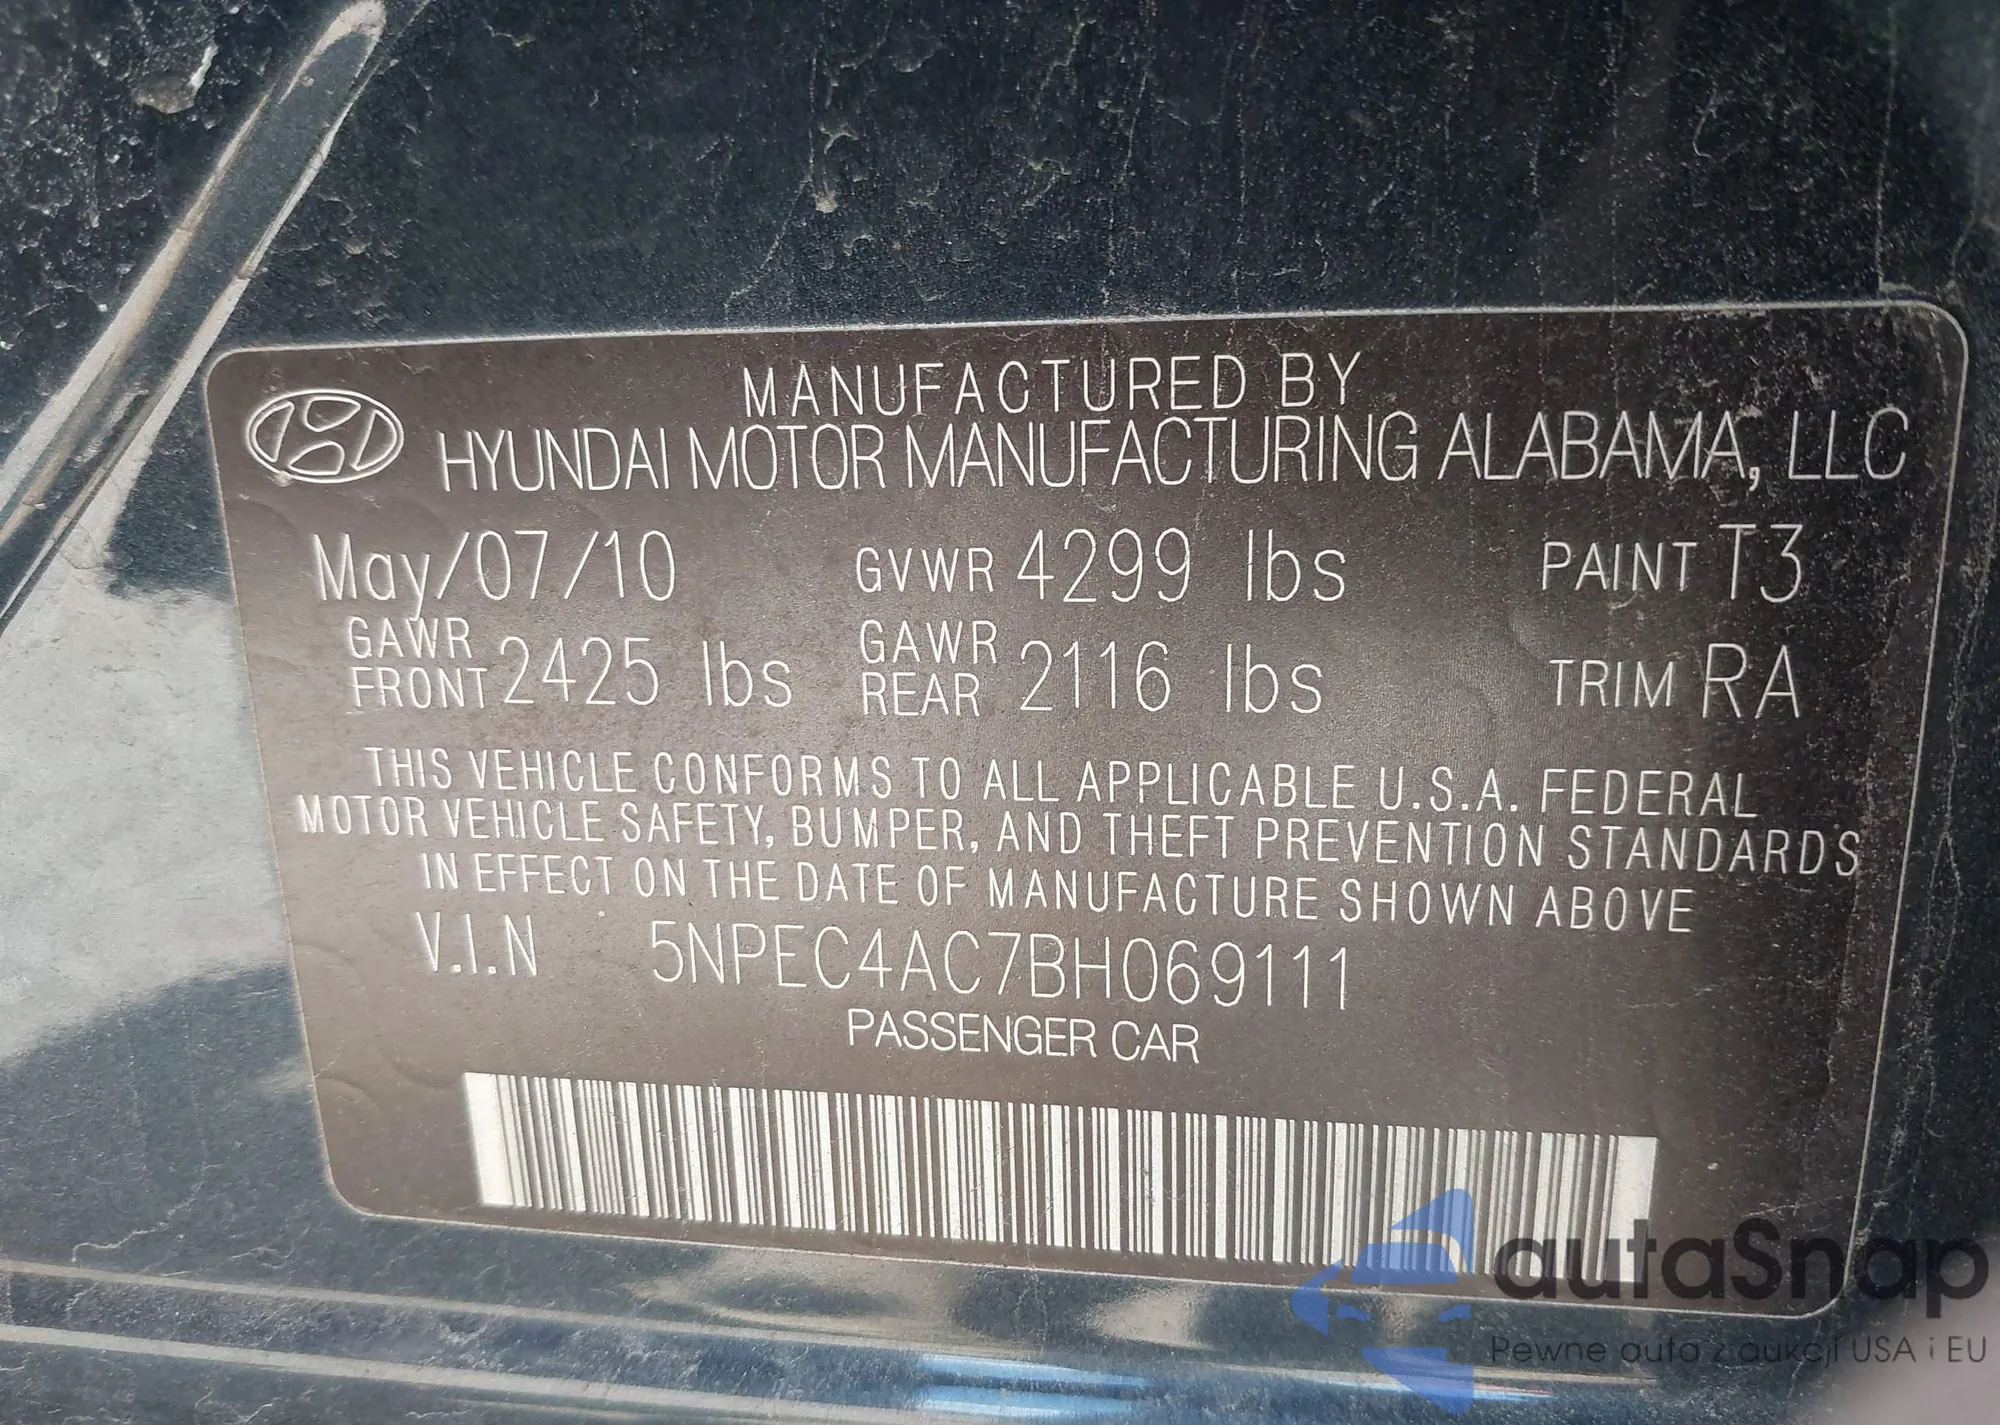 MANUFACTURED BY
HYUNDAI MOTOR MANUFACTURING ALABAMA, LLC
May/07/10 GVWR 4299 lbs PAINT T3
GAWR FRONT 2425 lbs GAWR REAR 2116 lbs TRIM RA
THIS VEHICLE CONFORMS TO ALL APPLICABLE U.S.A. FEDERAL
MOTOR VEHICLE SAFETY, BUMPER, AND THEFT PREVENTION STANDARDS
IN EFFECT ON THE DATE OF MANUFACTURE SHOWN ABOVE
V.I.N 5NPEC4AC7BH069111
PASSENGER CAR
autaSnap
Pewne auta z aukcji USA i EU